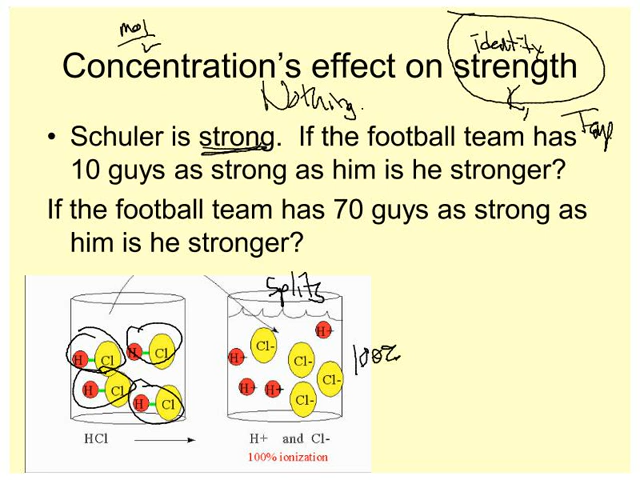 mol
L
identity
Concentration's effect on strength
Nothing.
• Schuler is strong. If the football team has
10 guys as strong as him is he stronger?
If the football team has 70 guys as strong as
him is he stronger?
splits
H Cl H Cl
H Cl H Cl
H+ Cl- H+ Cl-
H+ H+ Cl- Cl-
100%
HCl H+ and Cl-
100% ionization